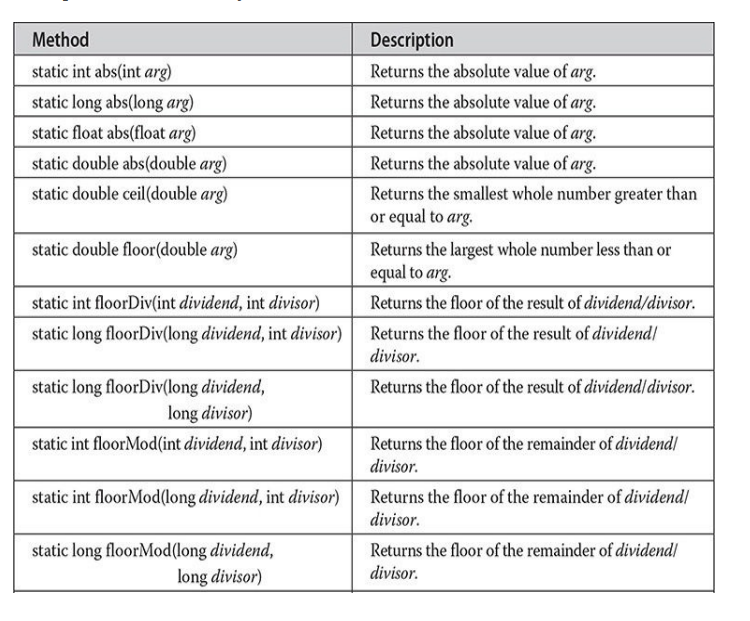 Method Description
static int abs(int arg) Returns the absolute value of arg.
static long abs(long arg) Returns the absolute value of arg.
static float abs(float arg) Returns the absolute value of arg.
static double abs(double arg) Returns the absolute value of arg.
static double ceil(double arg) Returns the smallest whole number greater than
or equal to arg.
static double floor(double arg) Returns the largest whole number less than or
equal to arg.
static int floorDiv(int dividend, int divisor) Returns the floor of the result of dividend/divisor.
static long floorDiv(long dividend, int divisor) Returns the floor of the result of dividend/
divisor.
static long floorDiv(long dividend, Returns the floor of the result of dividend/divisor.
long divisor)
static int floorMod(int dividend, int divisor) Returns the floor of the remainder of dividend/
divisor.
static int floorMod(long dividend, int divisor) Returns the floor of the remainder of dividend/
divisor.
static long floorMod(long dividend, Returns the floor of the remainder of dividend/
long divisor) divisor.